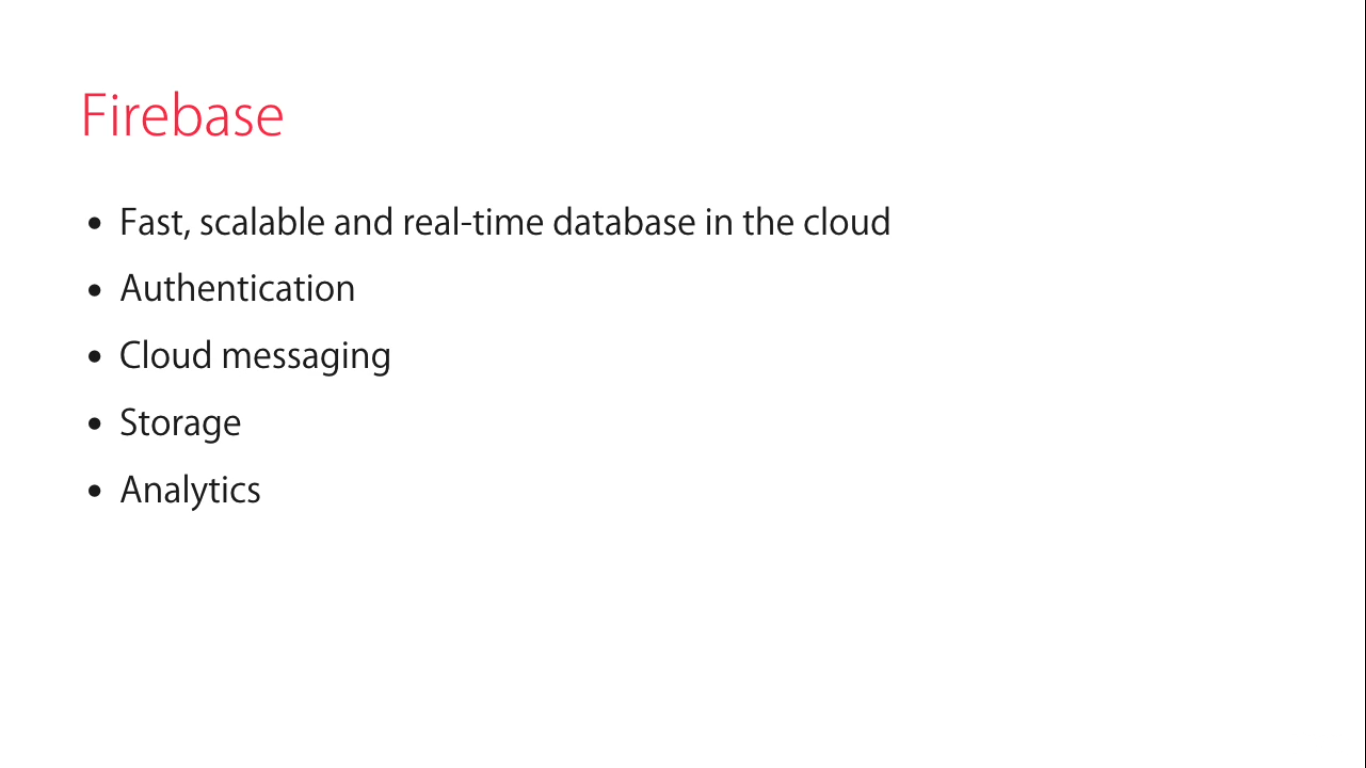 Firebase
• Fast, scalable and real-time database in the cloud
• Authentication
• Cloud messaging
• Storage
• Analytics